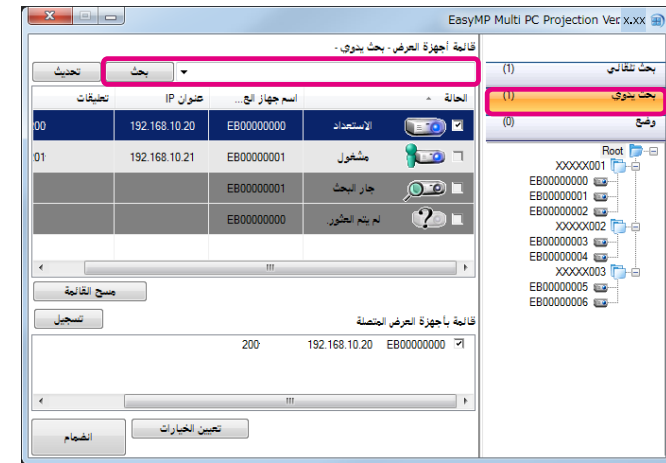 EasyMP Multi PC Projection Ver x.xx
قائمة أجهزة العرض - بحث يدوي -
بحث تحديث
الحالة اسم جهاز الع... عنوان IP تعليقات
الاستعداد EB00000000 192.168.10.20 00
مشغول EB00000001 192.168.10.21 01
جار البحث EB00000001
لم يتم العثور. EB00000000
مسح القائمة
تسجيل
قائمة بأجهزة العرض المتصلة
EB00000000 192.168.10.20 200
تعيين الخيارات
انضمام
بحث تلقائي (1)
بحث يدوي (1)
وضع (0)
Root
XXXXX001
EB00000000
EB00000001
EB00000002
XXXXX002
EB00000003
EB00000004
XXXXX003
EB00000005
EB00000006